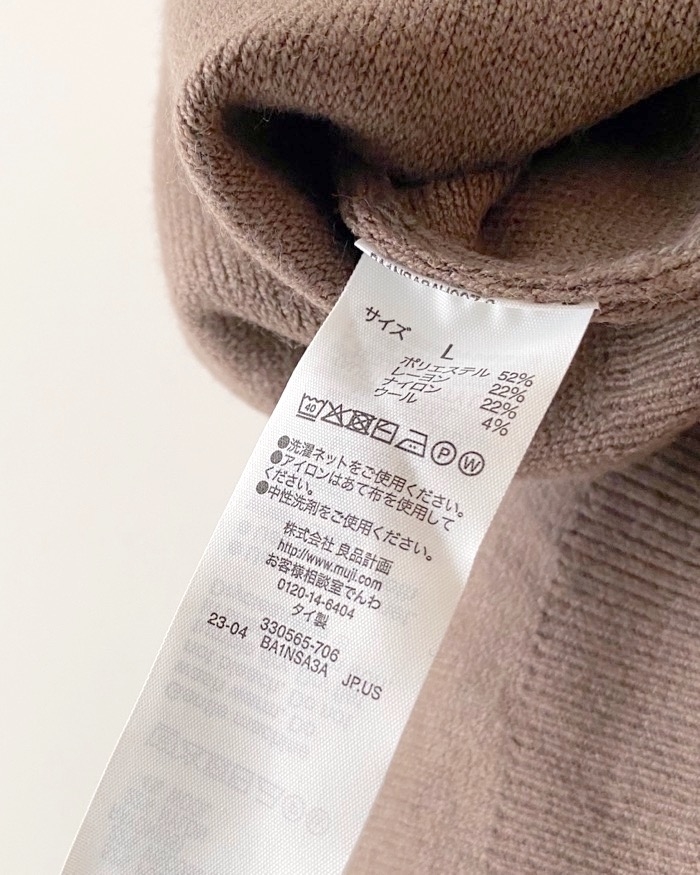 サイズ
L
ポリエステル 52%
レーヨン 22%
ナイロン 22%
ウール 4%
40 P W
●洗濯ネットをご使用ください。
●アイロンはあて布を使用して
ください。
●中性洗剤をご使用ください。
株式会社 良品計画
http://www.muji.com
お客様相談室でんわ
0120-14-6404
タイ製
330565-706
23-04 BA1NSA3A JP.US